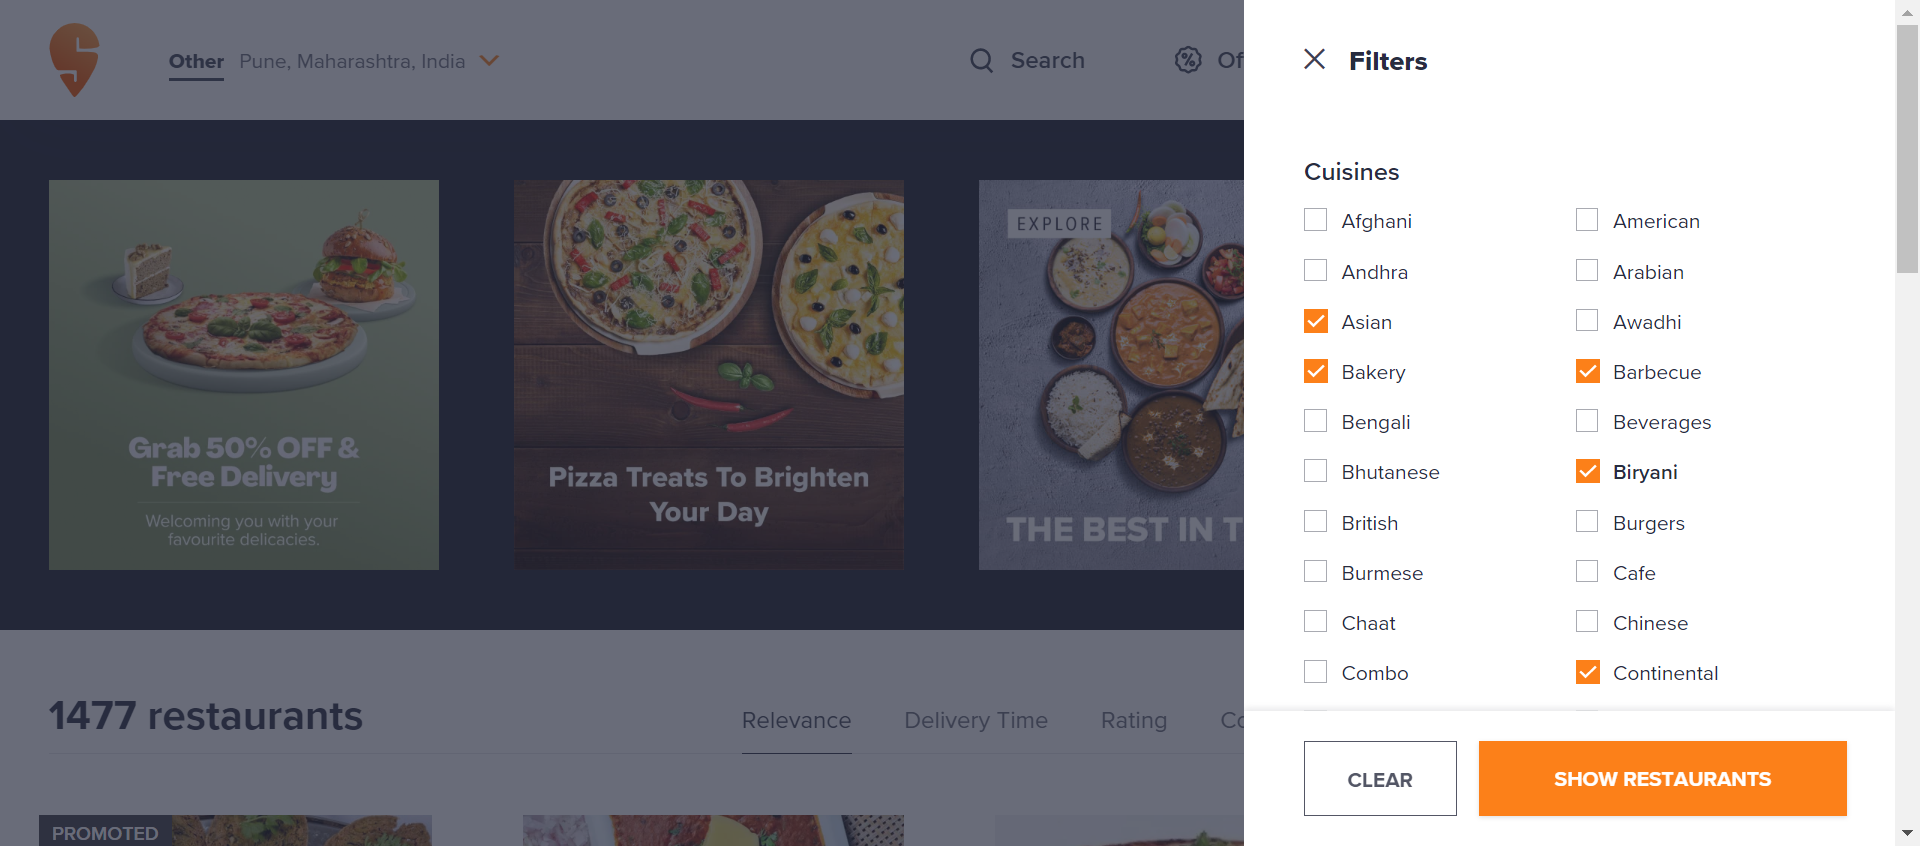 Other Pune, Maharashtra, India
Search
Filters
Cuisines
Afghani American
Andhra Arabian
Asian Awadhi
Bakery Barbecue
Bengali Beverages
Bhutanese Biryani
British Burgers
Burmese Cafe
Chaat Chinese
Combo Continental
CLEAR SHOW RESTAURANTS
Grab 50% OFF &
Free Delivery
Welcoming you with your
favourite delicacies.
Pizza Treats To Brighten
Your Day
EXPLORE
THE BEST IN
1477 restaurants
Relevance Delivery Time Rating
PROMOTED